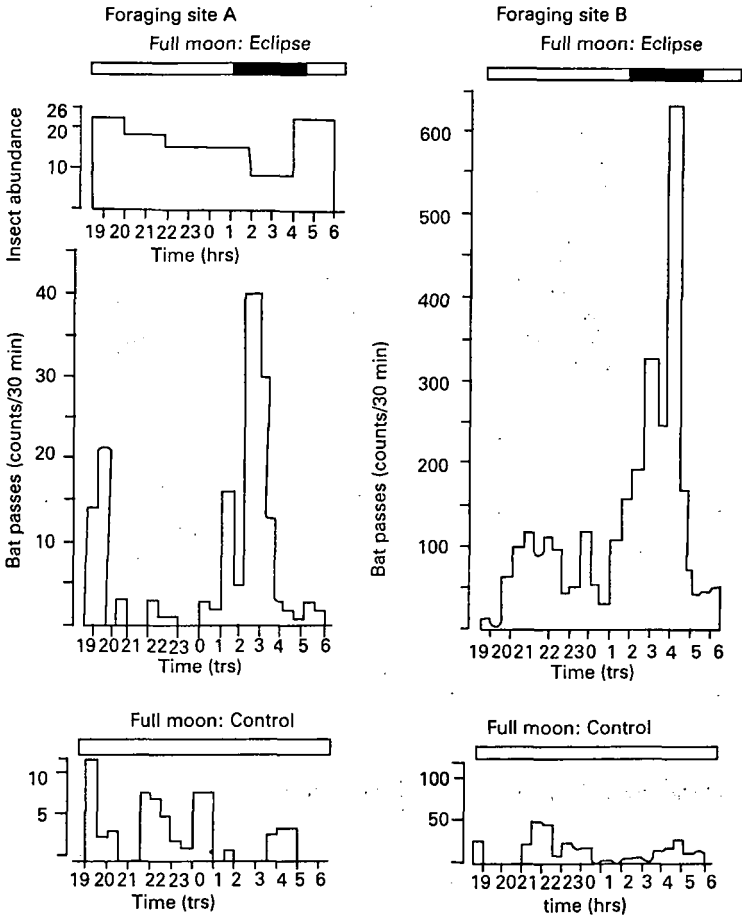 Foraging site A
Full moon: Eclipse
26
20
10
Insect abundance
19 20 21 22 23 0 1 2 3 4 5 6
Time (hrs)
40
30
20
10
Bat passes (counts/30 min)
19 20 21 22 23 0 1 2 3 4 5 6
Time (trs)
Full moon: Control
10
5
19 20 21 22 23 0 1 2 3 4 5 6
Time (trs)
Foraging site B
Full moon: Eclipse
600
500
400
300
200
100
Bat passes (counts/30 min)
19 20 21 22 23 0 1 2 3 4 5 6
Time (trs)
Full moon: Control
100
50
19 20 21 22 23 0 1 2 3 4 5 6
time (hrs)